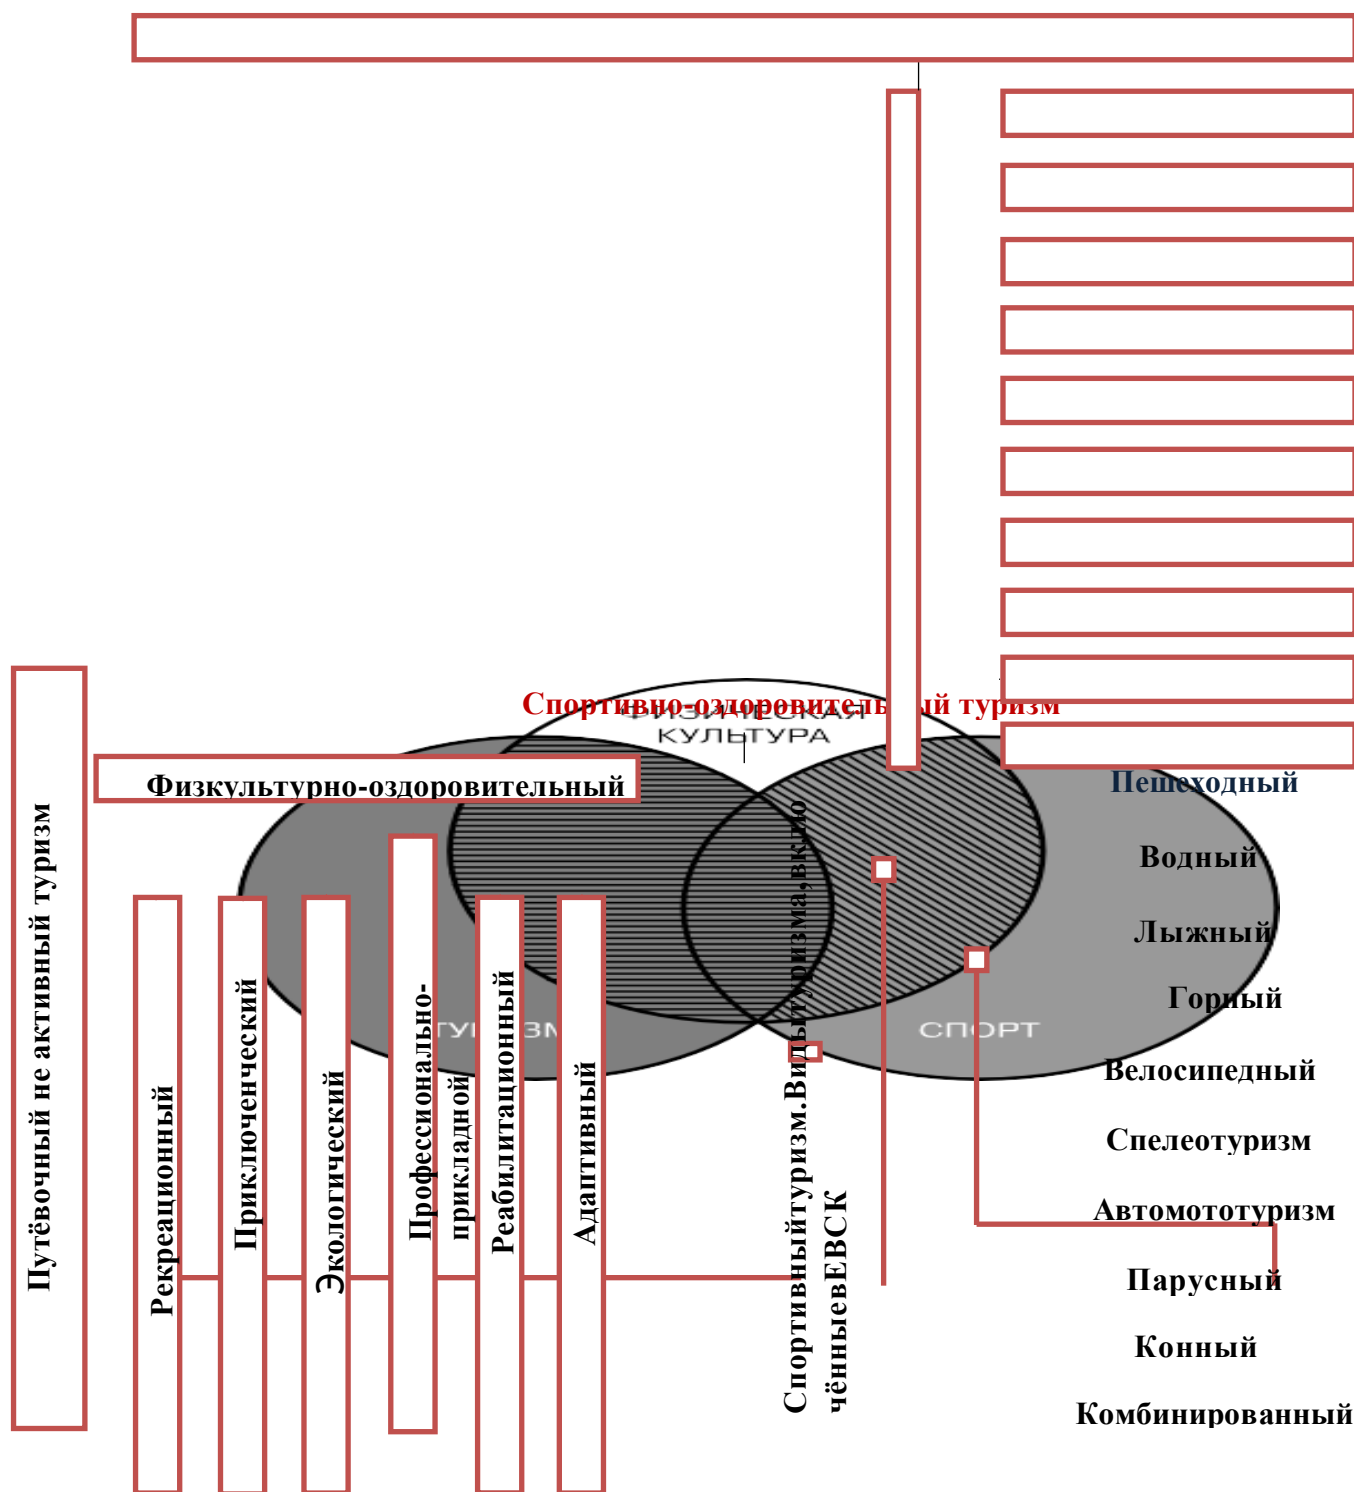 Спортивно-оздоровительный туризм
ФИЗИЧЕСКАЯ
КУЛЬТУРА
Физкультурно-оздоровительный
Путёвочный не активный туризм
Рекреационный
Приключенческий
Экологический
Профессионально-
прикладной
Реабилитационный
Адаптивный
ТУРИЗМ
СПОРТ
Спортивныйтуризм.Видытуризма,вклю
чённыевЕВСК
Пешеходный
Водный
Лыжный
Горный
Велосипедный
Спелеотуризм
Автомототуризм
Парусный
Конный
Комбинированный